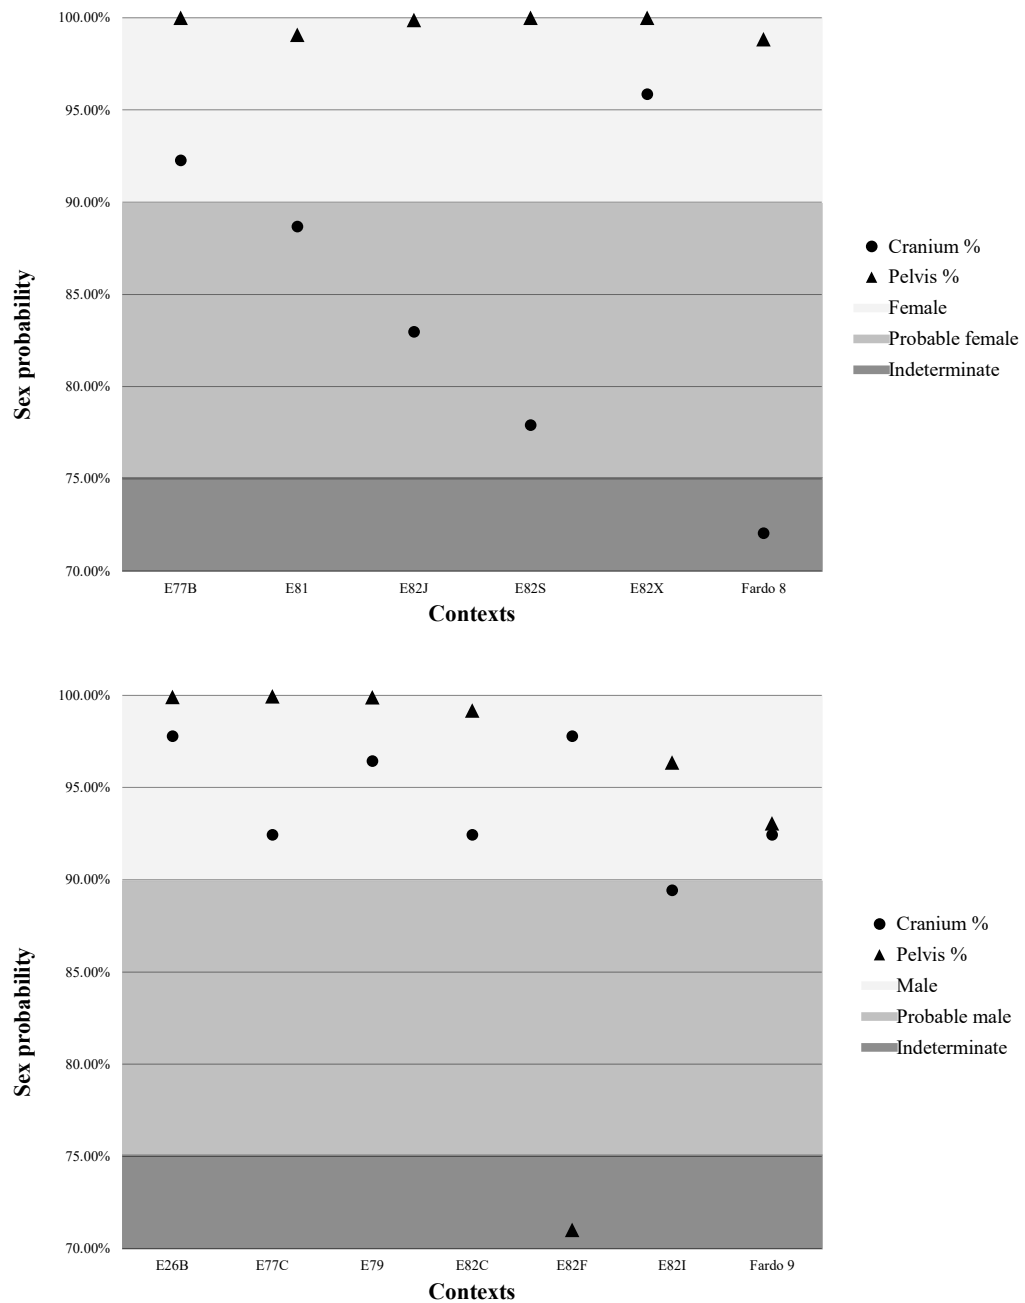 100.00%
95.00%
90.00%
85.00%
80.00%
75.00%
70.00%
Sex probability
E77B E81 E82J E82S E82X Fardo 8
Contexts
Cranium %
Pelvis %
Female
Probable female
Indeterminate
100.00%
95.00%
90.00%
85.00%
80.00%
75.00%
70.00%
Sex probability
E26B E77C E79 E82C E82F E82I Fardo 9
Contexts
Cranium %
Pelvis %
Male
Probable male
Indeterminate